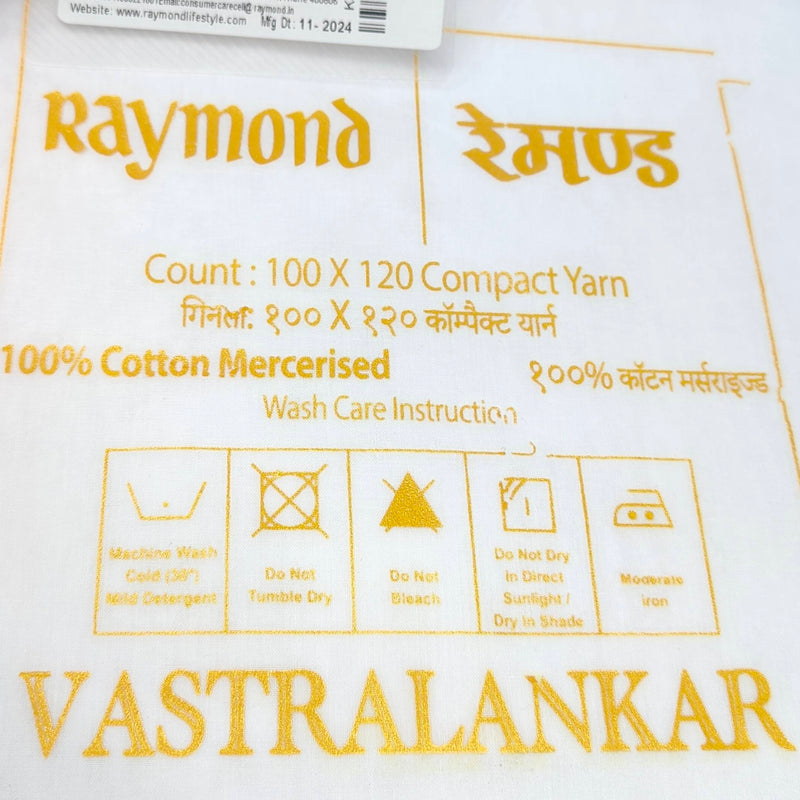 Website: www.raymondlifestyle.com Mfg Dt: 11- 2024
Raymond
रेमण्ड
Count : 100 X 120 Compact Yarn
गिनती: १०० X १२० कॉम्पैक्ट यार्न
100% Cotton Mercerised
१००% कॉटन मर्सराइज्ड
Wash Care Instruction
Machine Wash
Cold (30°)
Mild Detergent
Do Not
Tumble Dry
Do Not
Bleach
Do Not Dry
In Direct
Sunlight /
Dry In Shade
Moderate
iron
VASTRALANKAR